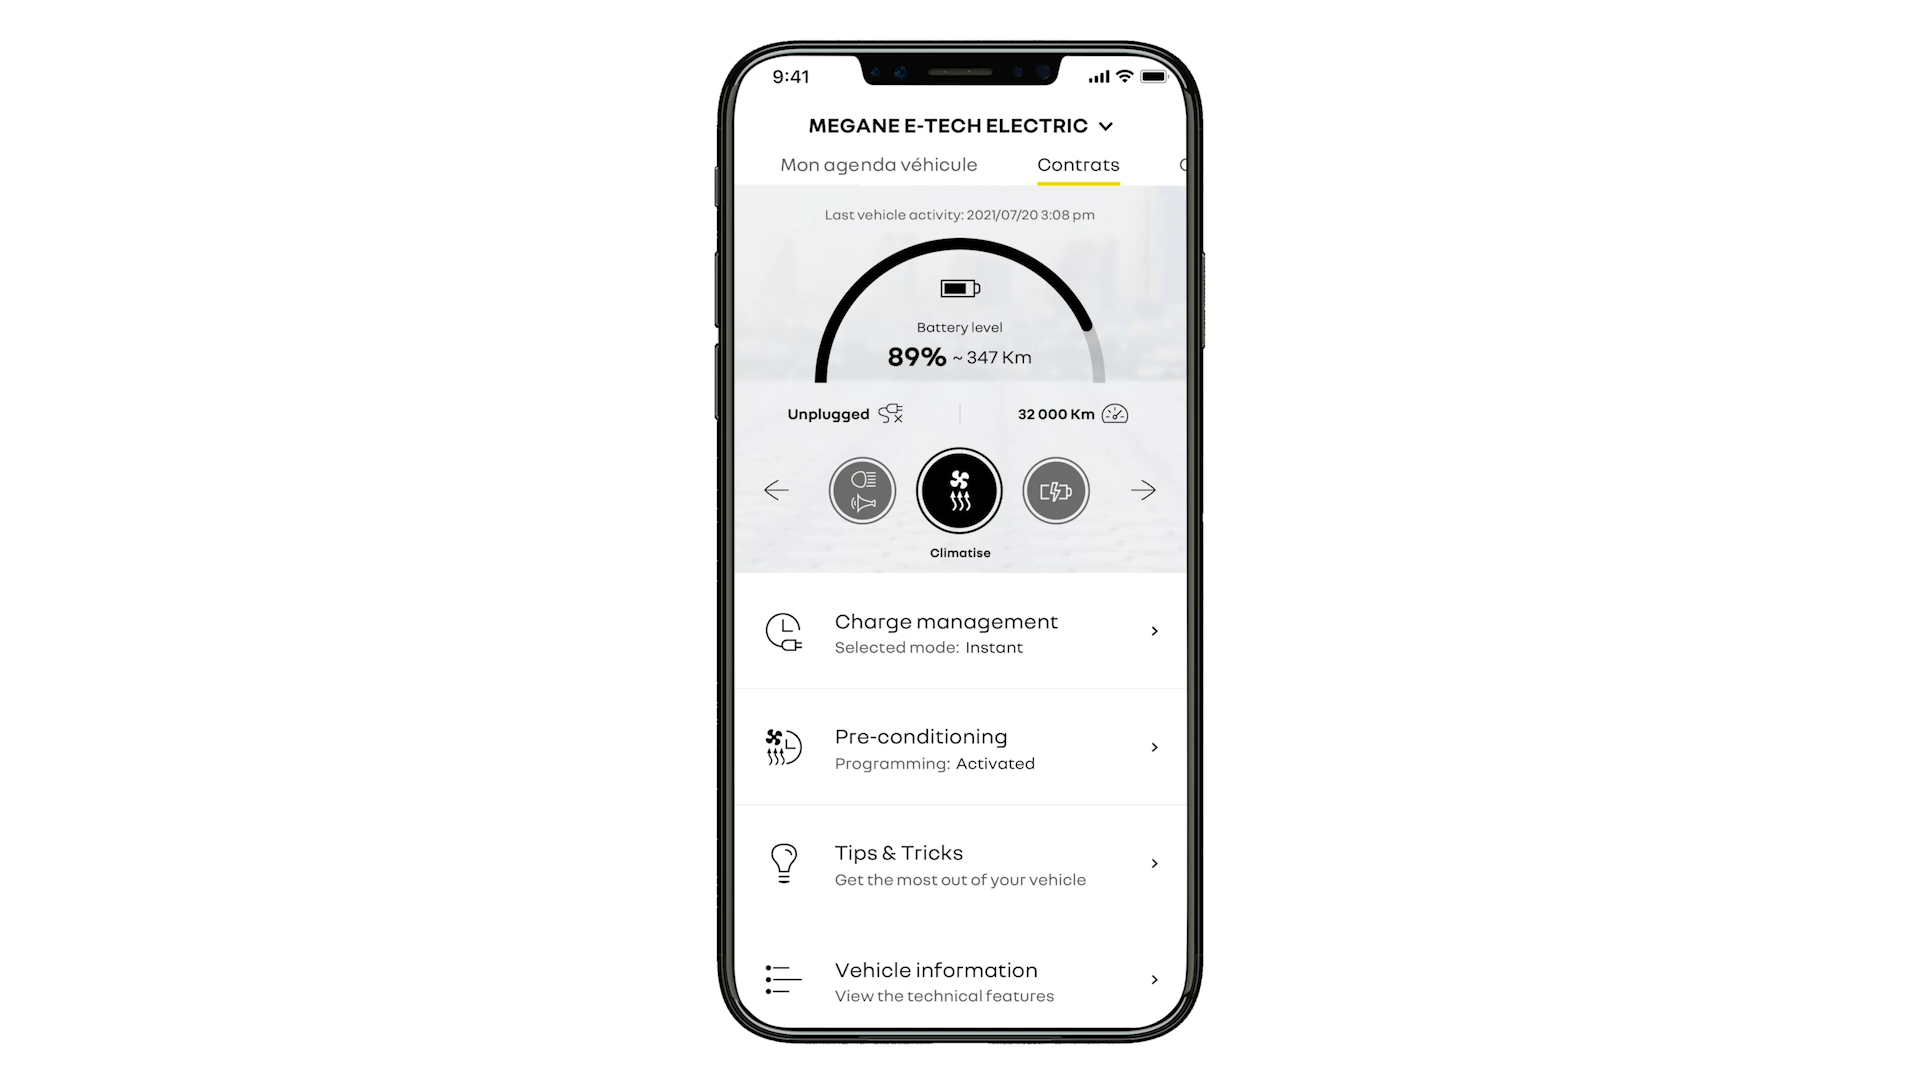 9:41
MEGANE E-TECH ELECTRIC
Mon agenda véhicule Contrats
Last vehicle activity: 2021/07/20 3:08 pm
Battery level
89% ~ 347 Km
Unplugged 32 000 Km
Climatise
Charge management
Selected mode: Instant
Pre-conditioning
Programming: Activated
Tips & Tricks
Get the most out of your vehicle
Vehicle information
View the technical features